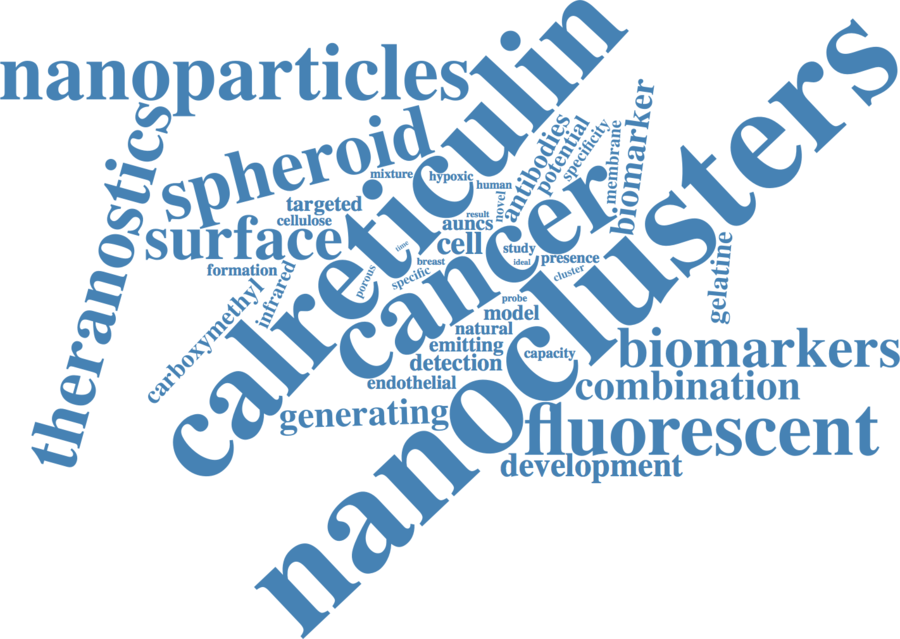 nanoparticles
calreticulin
nanoclusters
theranostics
spheroid
antibodies
potential
specificity
membrane
biomarker
mixture
hypoxic
human
novel
cancer
targeted
cellulose
result
auncs
surface
time
cell
study
formation
infrared
porous
specific
breast
ideal
presence
cluster
gelatine
carboxymethyl
probe
model
natural
emitting
capacity
biomarkers
detection
endothelial
combination
generating
fluorescent
development